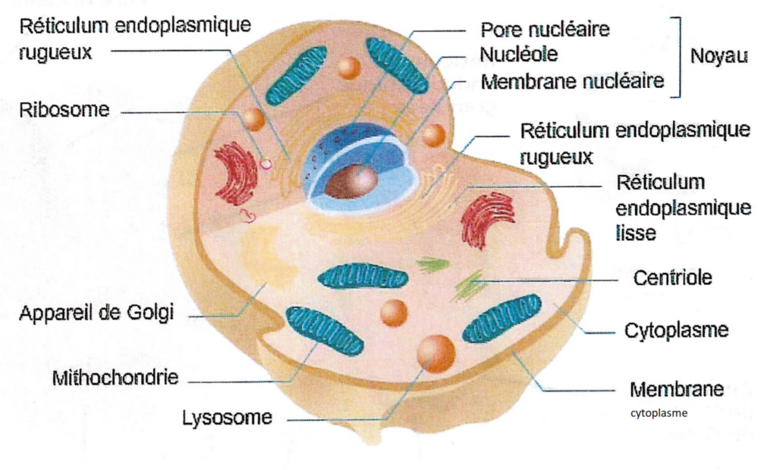 Réticulum endoplasmique
rugueux
Ribosome
Appareil de Golgi
Mithochondrie
Lysosome
Pore nucléaire
Nucléole
Membrane nucléaire
Noyau
Réticulum endoplasmique
rugueux
Réticulum
endoplasmique
lisse
Centriole
Cytoplasme
Membrane
cytoplasme